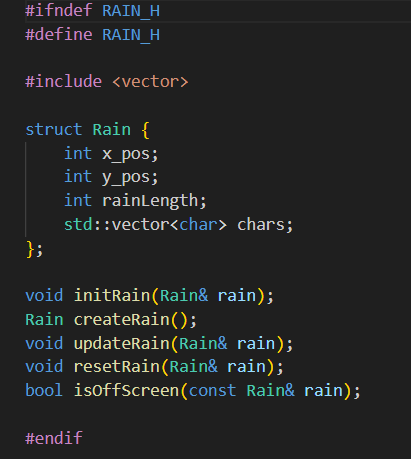 #ifndef RAIN_H
#define RAIN_H

#include <vector>

struct Rain {
    int x_pos;
    int y_pos;
    int rainLength;
    std::vector<char> chars;
};

void initRain(Rain& rain);
Rain createRain();
void updateRain(Rain& rain);
void resetRain(Rain& rain);
bool isOffScreen(const Rain& rain);

#endif